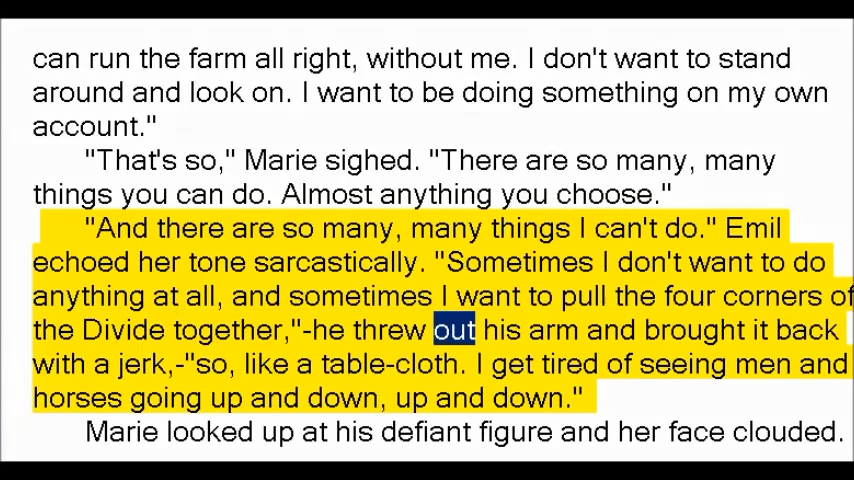 can run the farm all right, without me. I don't want to stand
around and look on. I want to be doing something on my own
account."
"That's so," Marie sighed. "There are so many, many
things you can do. Almost anything you choose."
"And there are so many, many things I can't do." Emil
echoed her tone sarcastically. "Sometimes I don't want to do
anything at all, and sometimes I want to pull the four corners of
the Divide together,"-he threw out his arm and brought it back
with a jerk,-"so, like a table-cloth. I get tired of seeing men and
horses going up and down, up and down."
Marie looked up at his defiant figure and her face clouded.